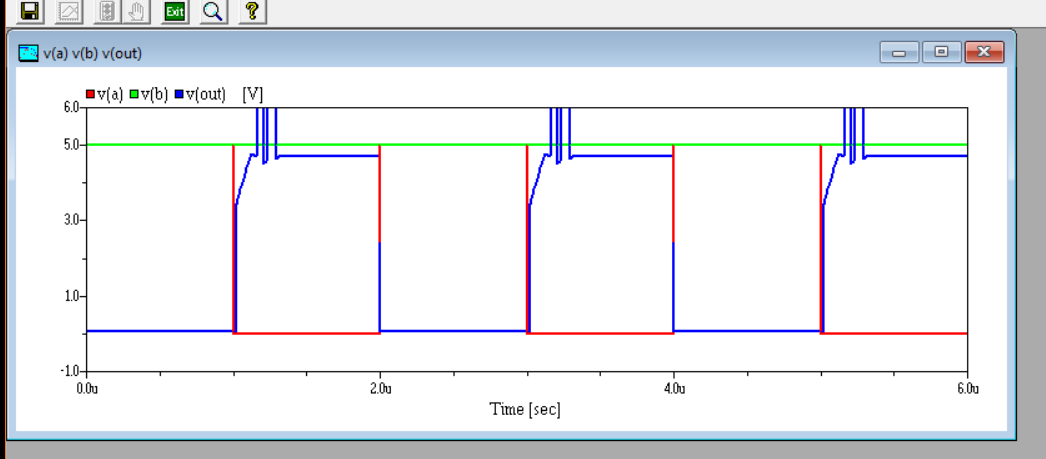 Exit ?
v(a) v(b) v(out)
v(a) v(b) v(out) [V]
6.0
5.0
3.0
1.0
-1.0
0.0u 2.0u 4.0u 6.0u
Time [sec]